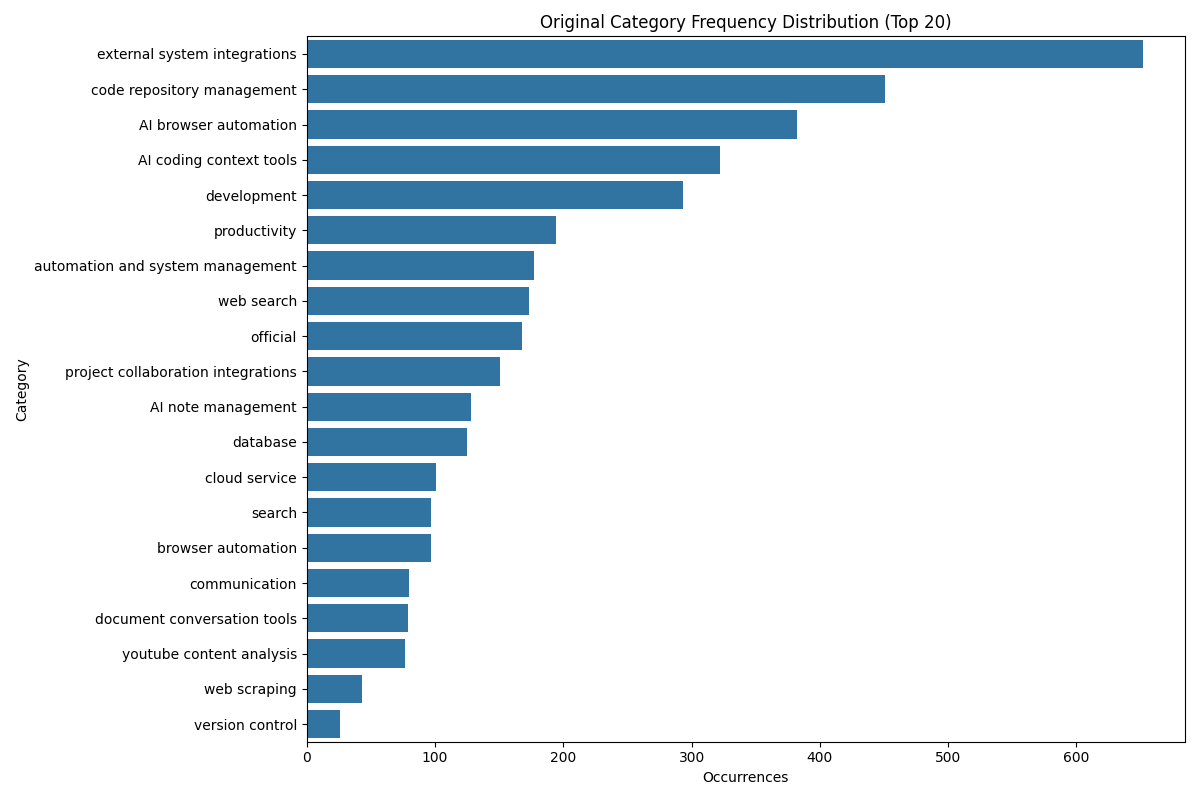 Original Category Frequency Distribution (Top 20)
external system integrations
code repository management
AI browser automation
AI coding context tools
development
productivity
automation and system management
web search
official
project collaboration integrations
AI note management
database
cloud service
search
browser automation
communication
document conversation tools
youtube content analysis
web scraping
version control
Category
0 100 200 300 400 500 600
Occurrences